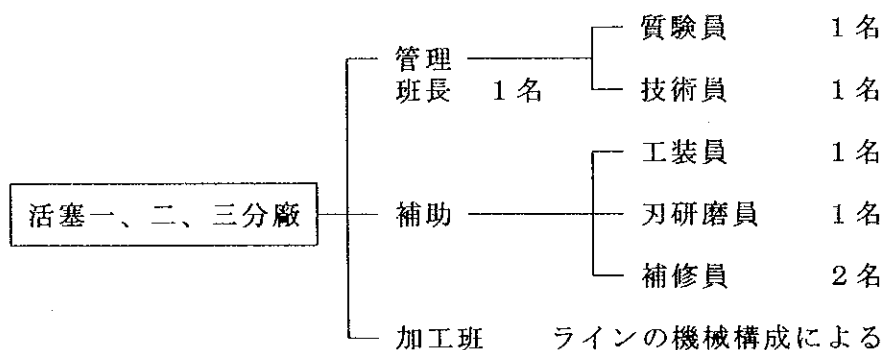 質験員 1名
管理
班長 1名
技術員 1名
工装員 1名
活塞一、二、三分廠
補助
刃研磨員 1名
補修員 2名
加工班 ラインの機械構成による